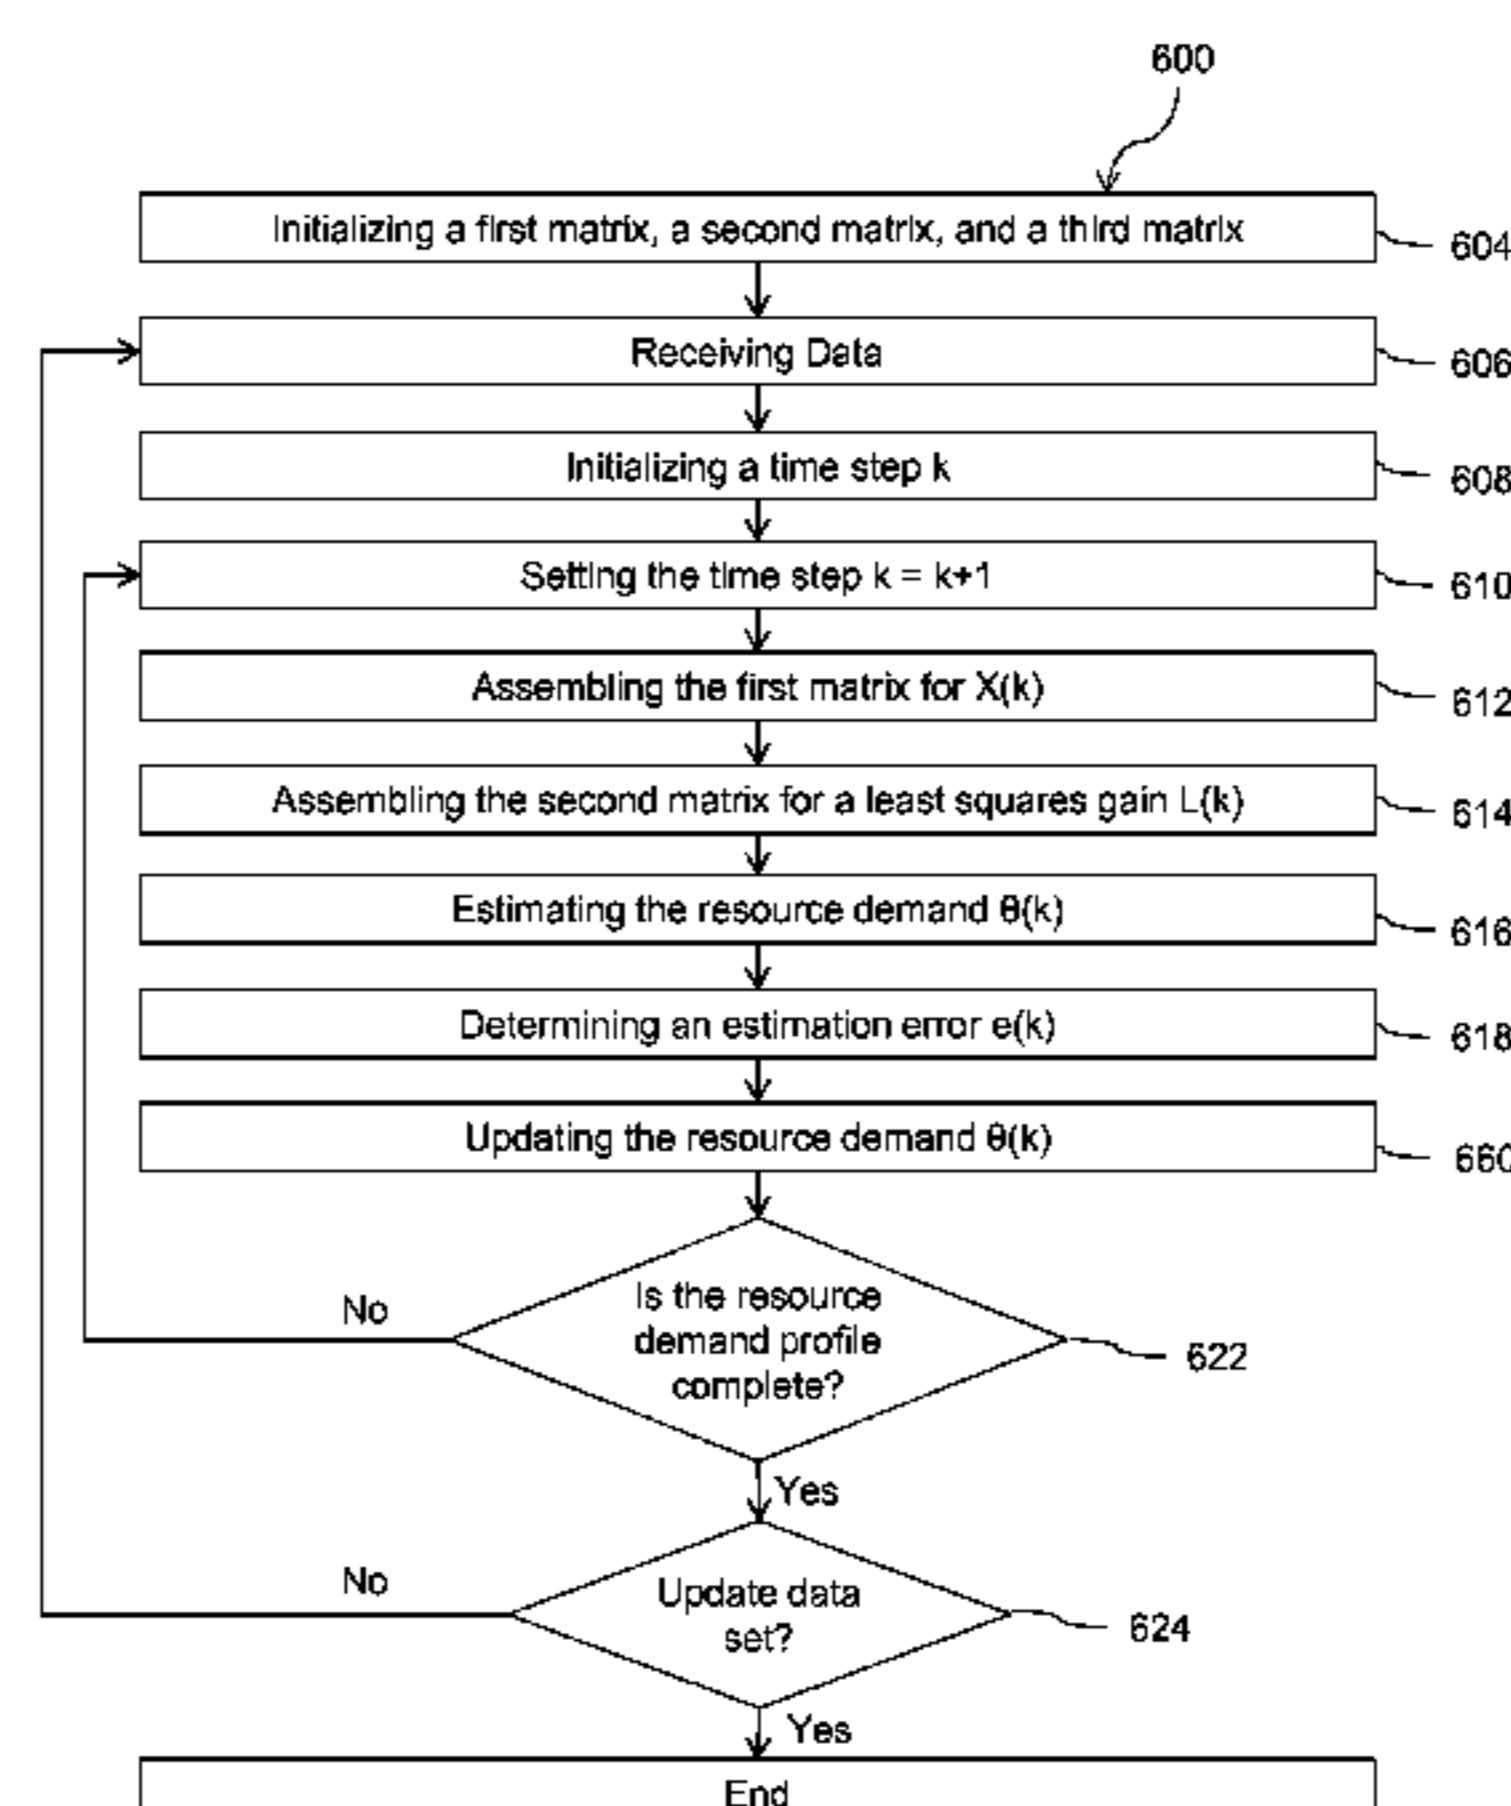 600
Initializing a first matrix, a second matrix, and a third matrix
604
Receiving Data
606
Initializing a time step k
608
Setting the time step k = k+1
610
Assembling the first matrix for X(k)
612
Assembling the second matrix for a least squares gain L(k)
614
Estimating the resource demand θ(k)
616
Determining an estimation error e(k)
618
Updating the resource demand θ(k)
660
Is the resource
demand profile
complete?
No
622
Yes
Update data
set?
No
624
Yes
End